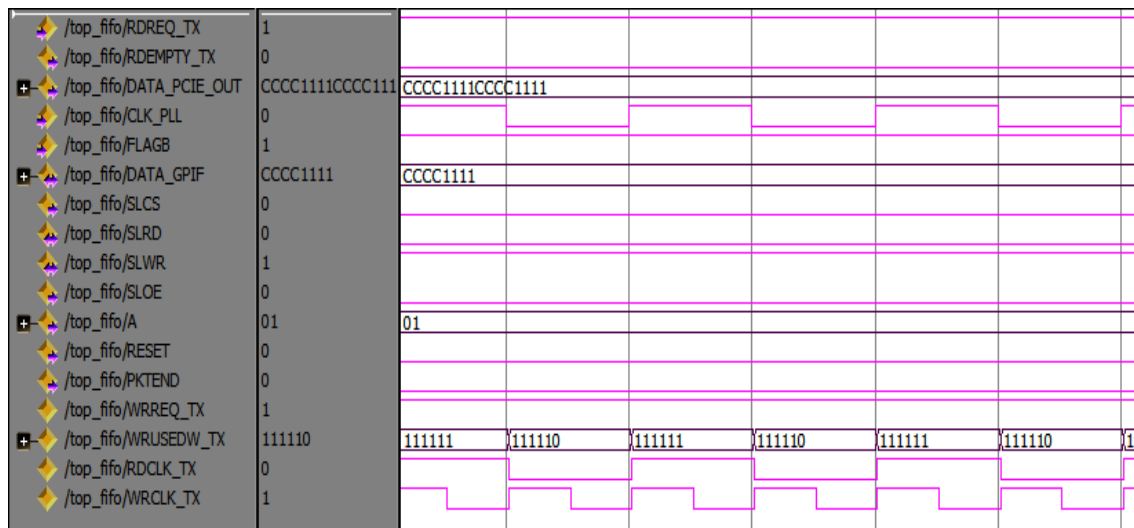 /top_fifo/RDREQ_TX 1
/top_fifo/RDEMPTY_TX 0
/top_fifo/DATA_PCIE_OUT CCCC1111CCCC111 CCCC1111CCCC1111
/top_fifo/CLK_PLL 0
/top_fifo/FLAGB 1
/top_fifo/DATA_GPIF CCCC1111 CCCC1111
/top_fifo/SLCS 0
/top_fifo/SLRD 0
/top_fifo/SLWR 1
/top_fifo/SLOE 0
/top_fifo/A 01 01
/top_fifo/RESET 0
/top_fifo/PKTEND 0
/top_fifo/WRREQ_TX 1
/top_fifo/WRUSEDW_TX 111110 111111 111110 111111 111110 111111 111110 1
/top_fifo/RDCLK_TX 0
/top_fifo/WRCLK_TX 1